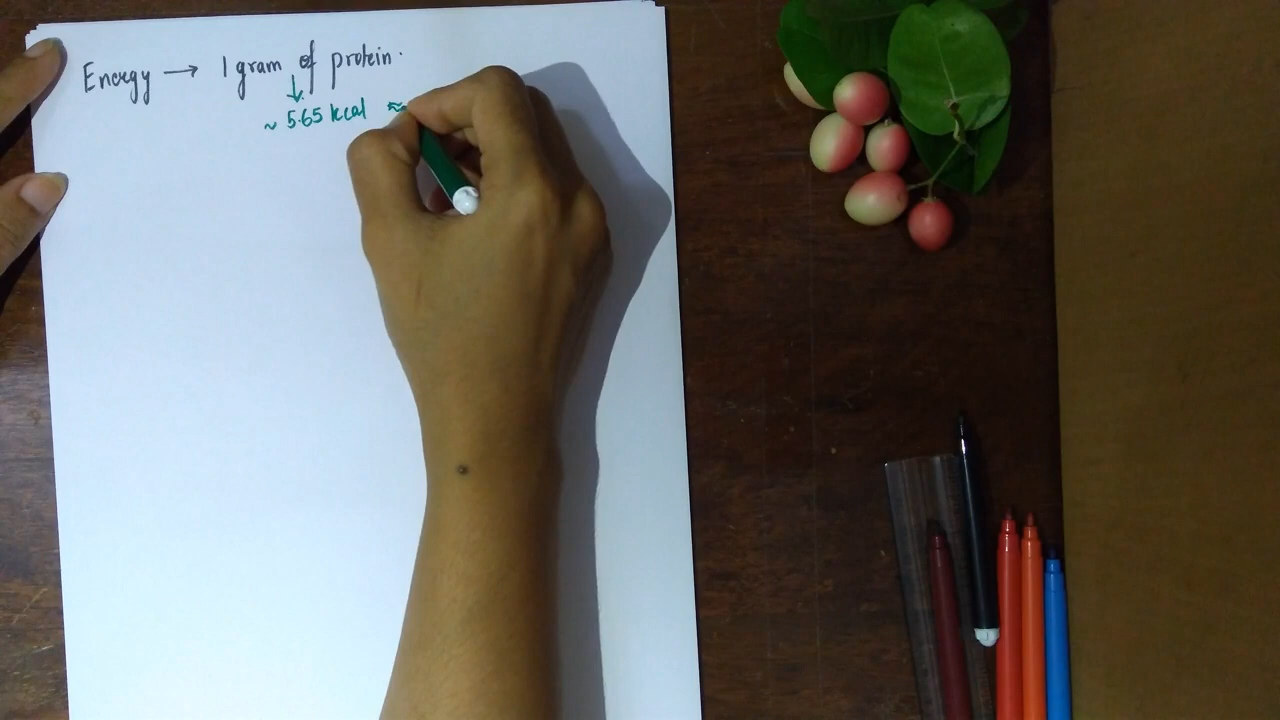 Energy → 1 gram of protein.
↓
~ 5.65 kcal ≈